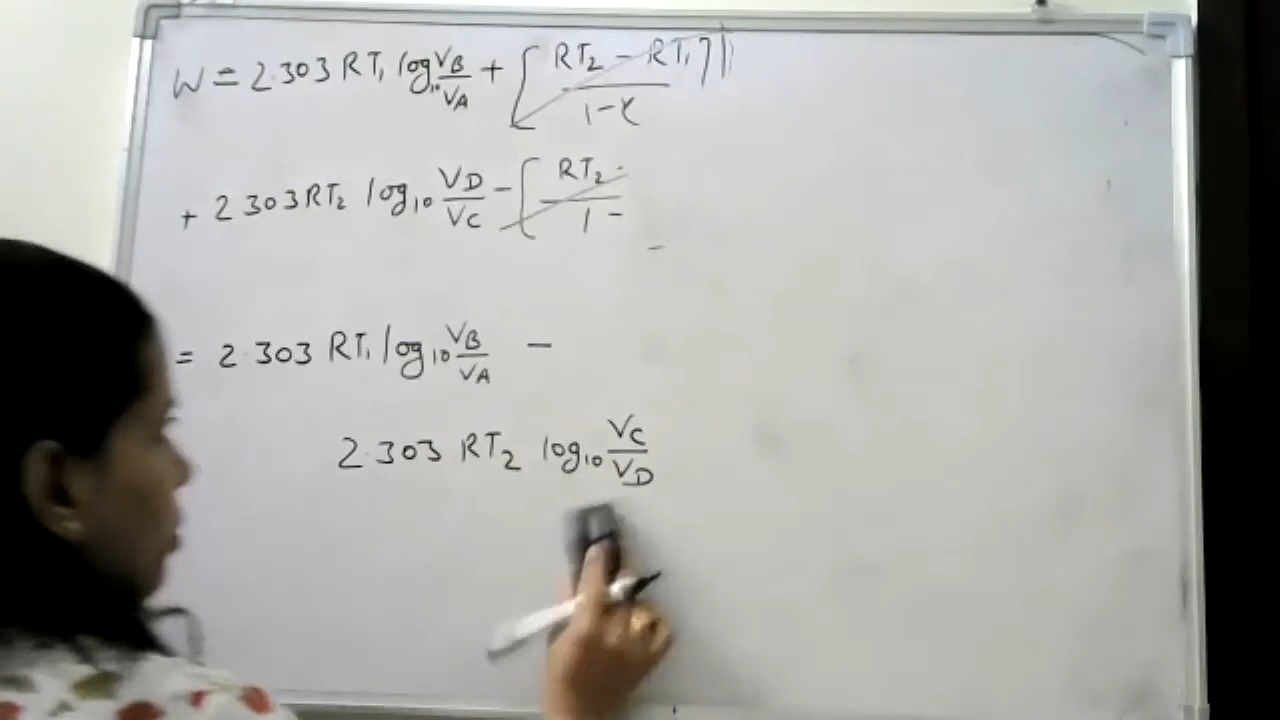 W = 2.303 RT₁ log₁₀ VB/VA + [RT₂ - RT₁/1-γ]
+ 2.303 RT₂ log₁₀ VD/VC - [RT₂ -/1 -
= 2.303 RT₁ log₁₀ VB/VA -
2.303 RT₂ log₁₀ VC/VD